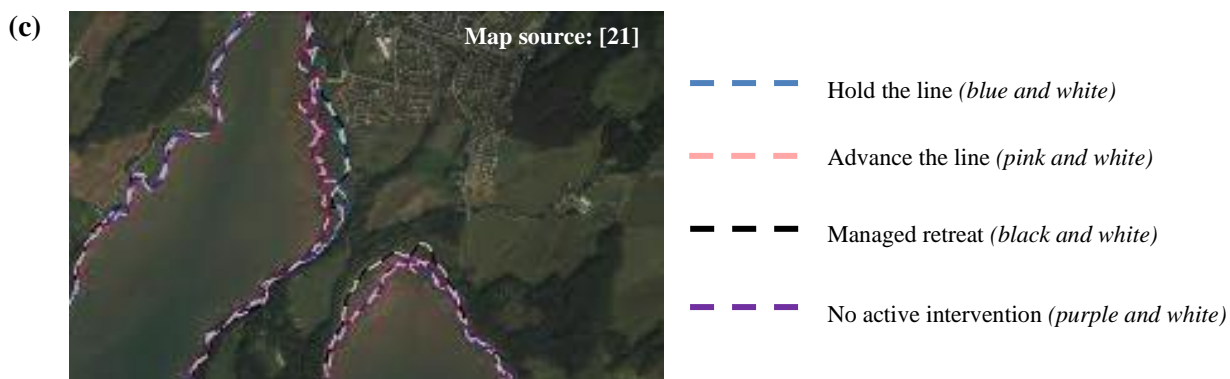 (c)
Map source: [21]
Hold the line (blue and white)
Advance the line (pink and white)
Managed retreat (black and white)
No active intervention (purple and white)